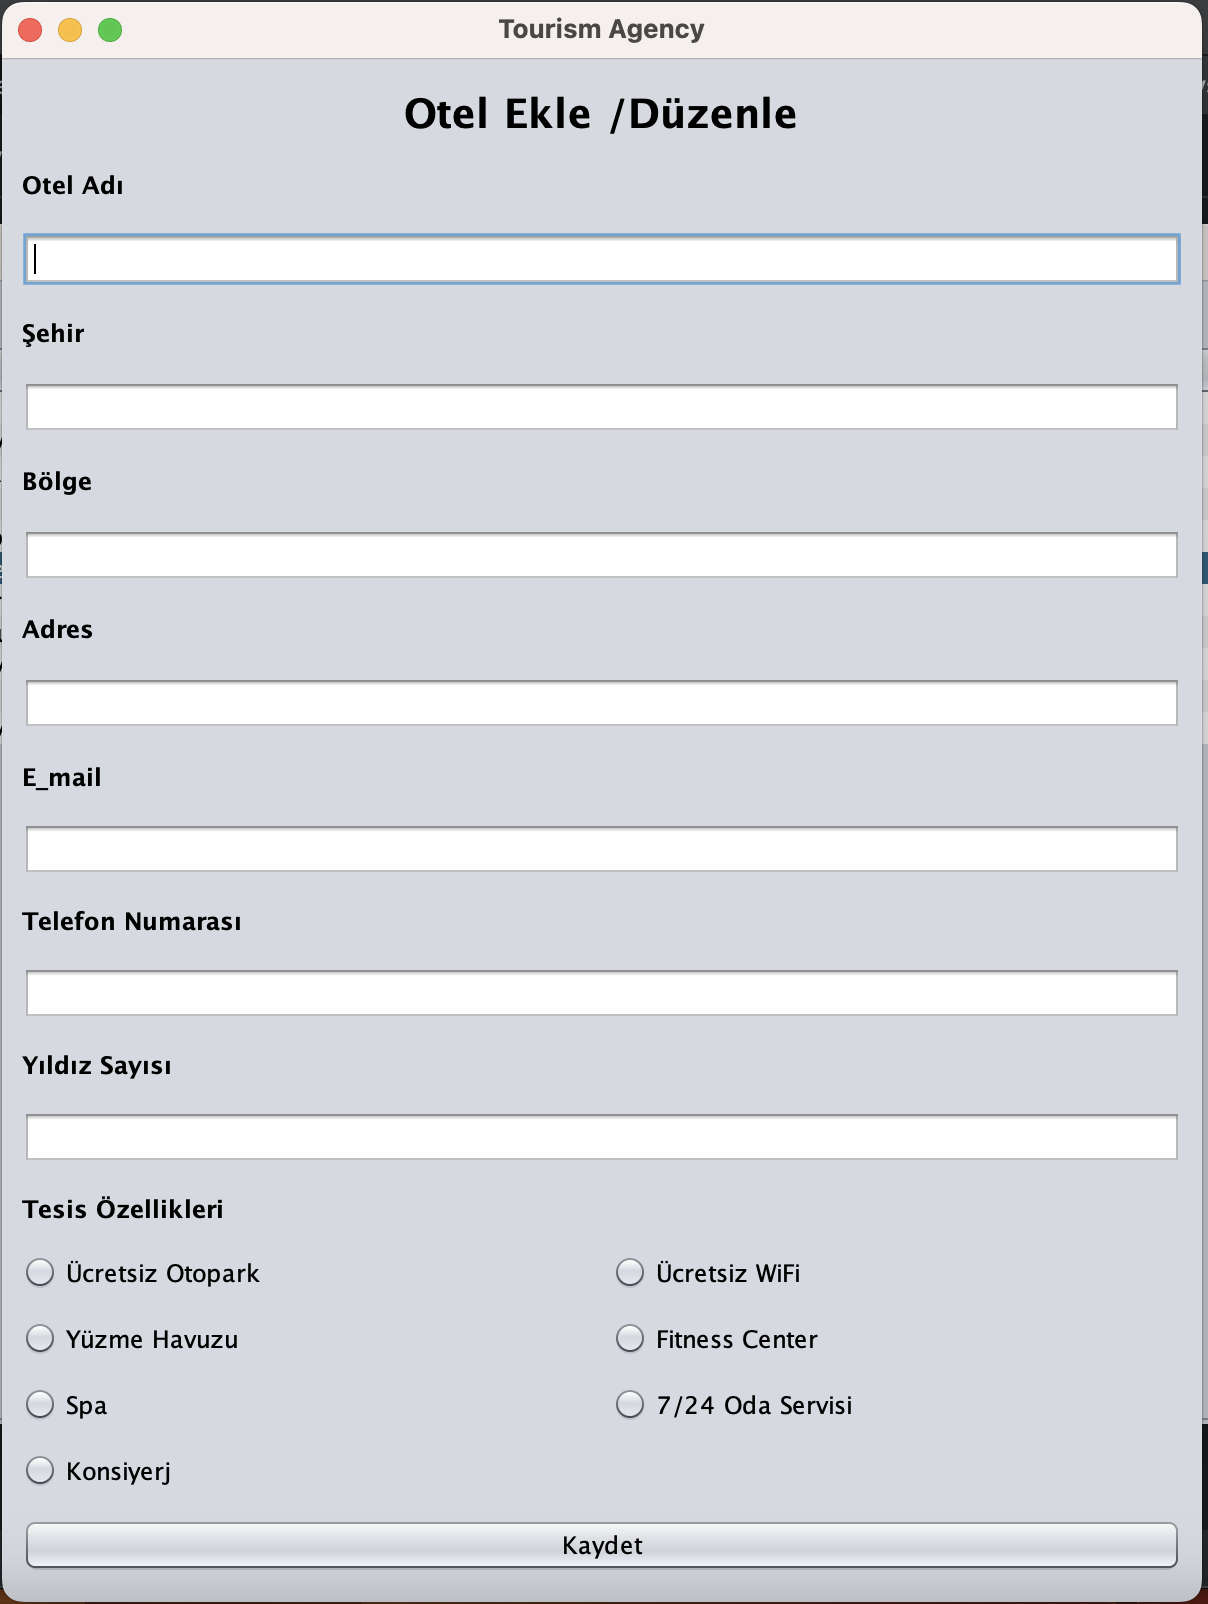 Tourism Agency
Otel Ekle /Düzenle
Otel Adı
Şehir
Bölge
Adres
E_mail
Telefon Numarası
Yıldız Sayısı
Tesis Özellikleri
Ücretsiz Otopark Ücretsiz WiFi
Yüzme Havuzu Fitness Center
Spa 7/24 Oda Servisi
Konsiyerj
Kaydet